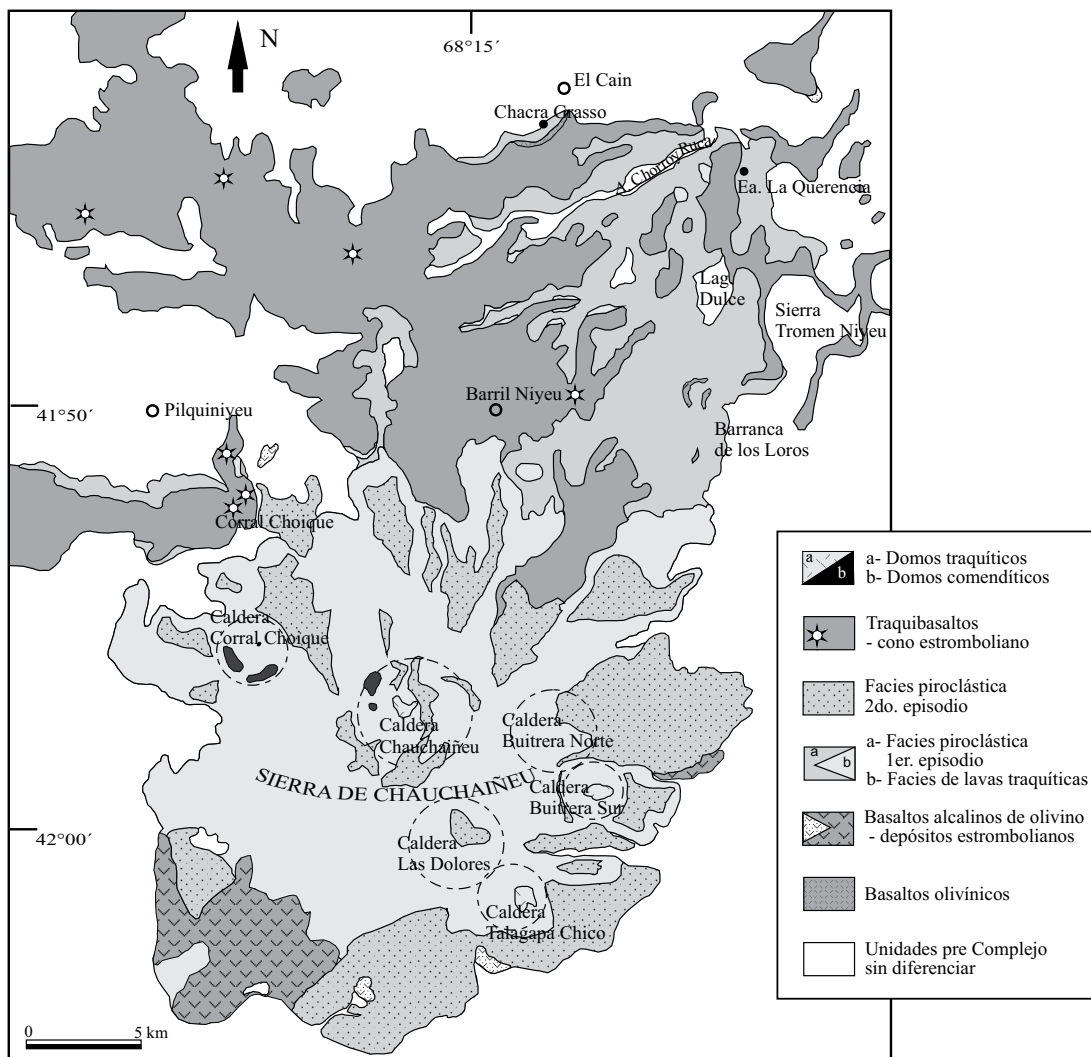 68°15´
N
El Cain
Chacra Grasso
A. Chorroy Ruca
Ea. La Querencia
Lag.
Dulce
Sierra
Tromen Niyeu
Barril Niyeu
41°50´
Pilquiniyeu
Barranca
de los Loros
Corral Choique
Caldera
Corral Choique
Caldera
Chauchaiñeu
Caldera
Buitrera Norte
SIERRA DE CHAUCHAIÑEU
Caldera
Buitrera Sur
42°00´
Caldera
Las Dolores
Caldera
Talagapa Chico
0 5 km
a
b
a- Domos traquíticos
b- Domos comendíticos
Traquibasaltos
- cono estromboliano
Facies piroclástica
2do. episodio
a
b
a- Facies piroclástica
1er. episodio
b- Facies de lavas traquíticas
Basaltos alcalinos de olivino
- depósitos estrombolianos
Basaltos olivínicos
Unidades pre Complejo
sin diferenciar